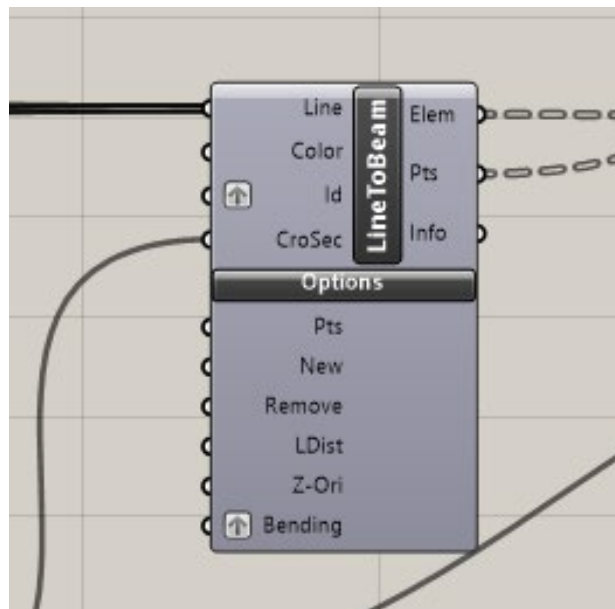 Line
Color
Id
CroSec
LineToBeam
Elem
Pts
Info
Options
Pts
New
Remove
LDist
Z-Ori
Bending